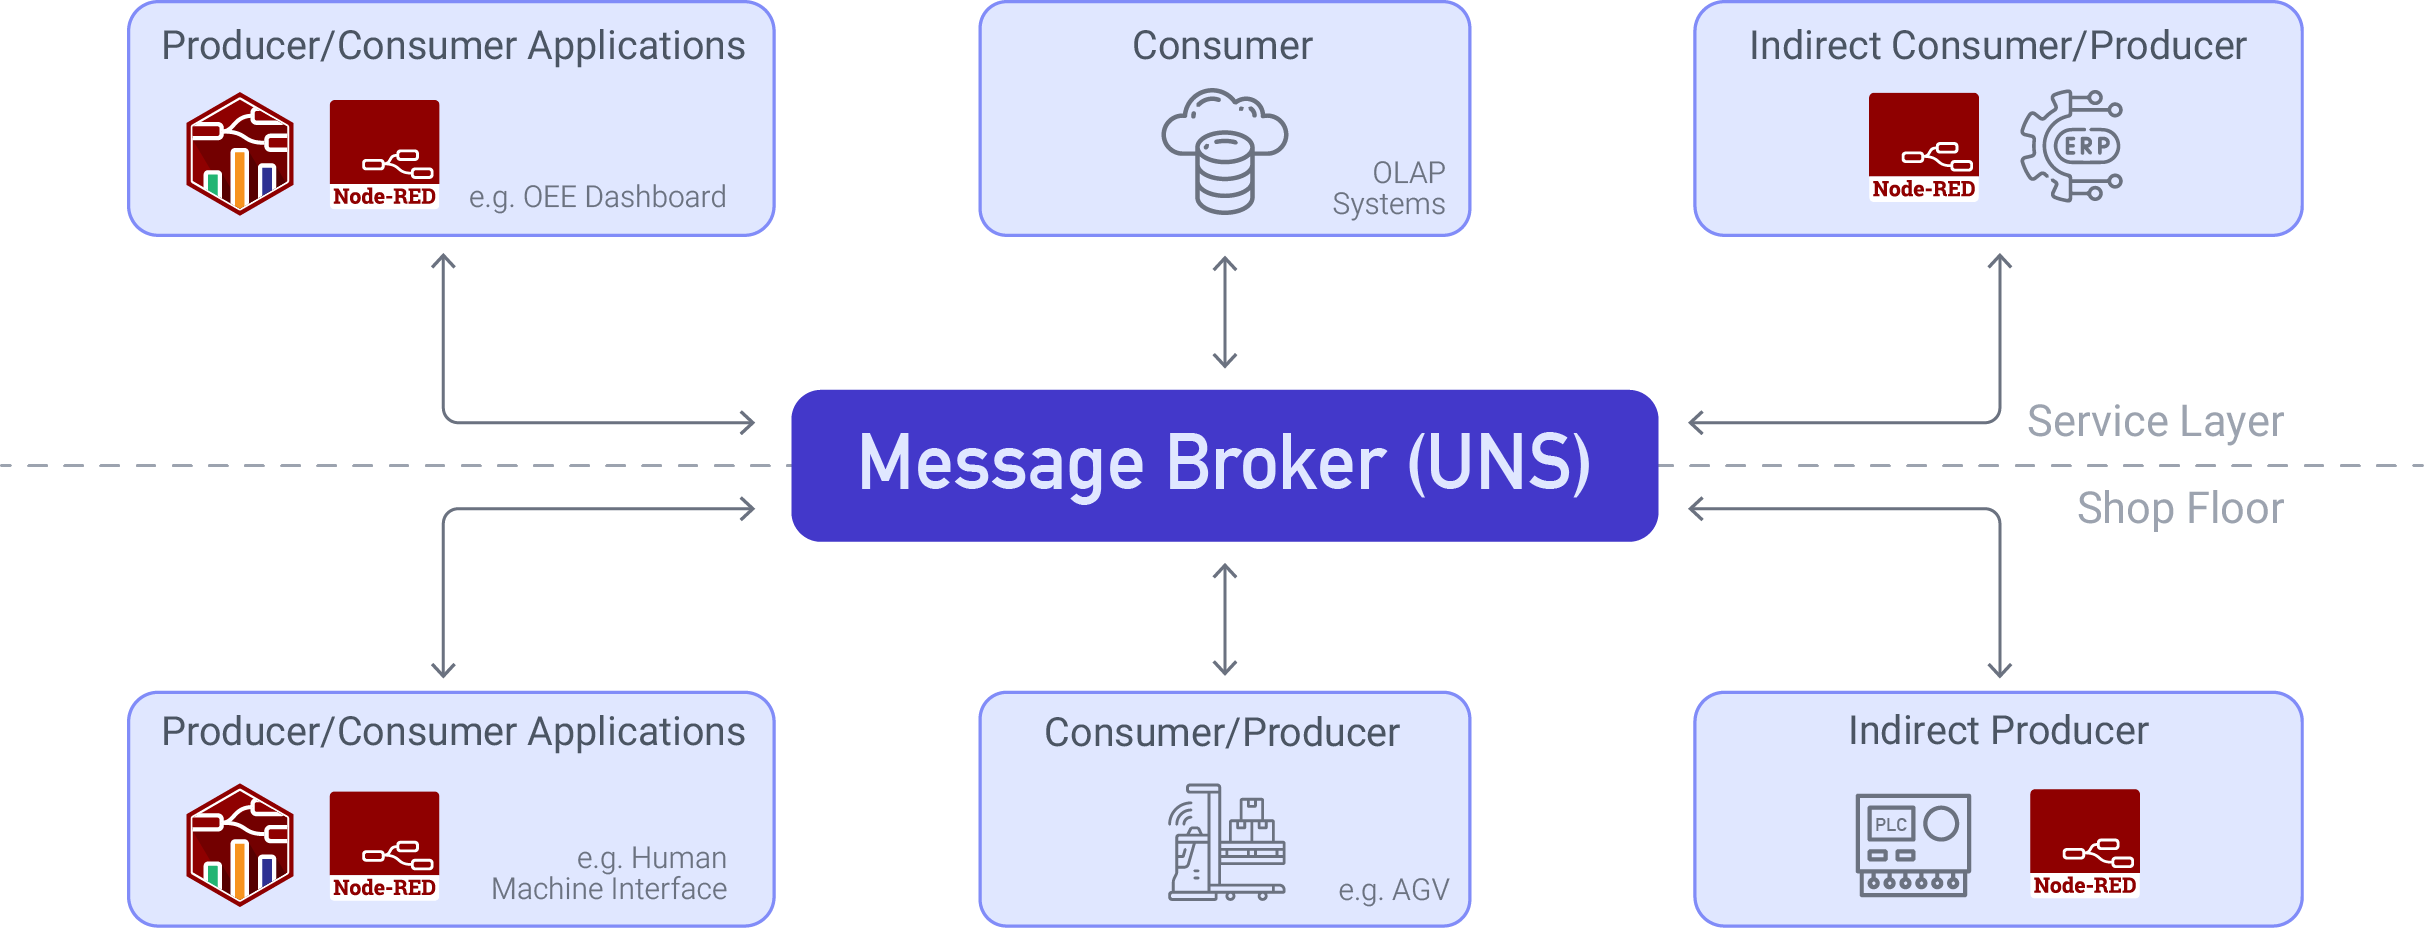 Producer/Consumer Applications
Node-RED
e.g. OEE Dashboard
Consumer
OLAP
Systems
Indirect Consumer/Producer
Node-RED
ERP
Message Broker (UNS)
Service Layer
Shop Floor
Producer/Consumer Applications
Node-RED
e.g. Human
Machine Interface
Consumer/Producer
e.g. AGV
Indirect Producer
PLC
Node-RED